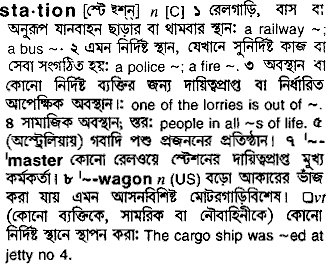 sta·tion [স্টেইশ্‌ন্] n [C] ১ রেলগাড়ি, বাস বা
অনুরূপ যানবাহন ছাড়ার বা থামবার স্থান: a railway ~;
a bus ~. ২ এমন নির্দিষ্ট স্থান, যেখানে সুনির্দিষ্ট কাজ বা
সেবা সংগঠিত হয়: a police ~; a fire ~. ৩ অবস্থান বা
কোনো নির্দিষ্ট ব্যক্তির জন্য দায়িত্বপ্রাপ্ত বা নির্ধারিত
আপেক্ষিক অবস্থান।: one of the lorries is out of ~.
৪ সামাজিক অবস্থান; স্তর: people in all ~s of life. ৫
(অস্ট্রেলিয়ায়) গবাদি পশু প্রজননের প্রতিষ্ঠান। ৭ '~-
'master কোনো রেলওয়ে স্টেশনের দায়িত্বপ্রাপ্ত মুখ্য
কর্মকর্তা। ৮ '~-wagon n (US) বড়ো আকারের ভাঁজ
করা যায় এমন আসনবিশিষ্ট মোটরগাড়িবিশেষ। □vt
(কোনো ব্যক্তিকে, সামরিক বা নৌবাহিনীকে) কোনো
নির্দিষ্ট স্থানে স্থাপন করা: The cargo ship was ~ed at
jetty no 4.